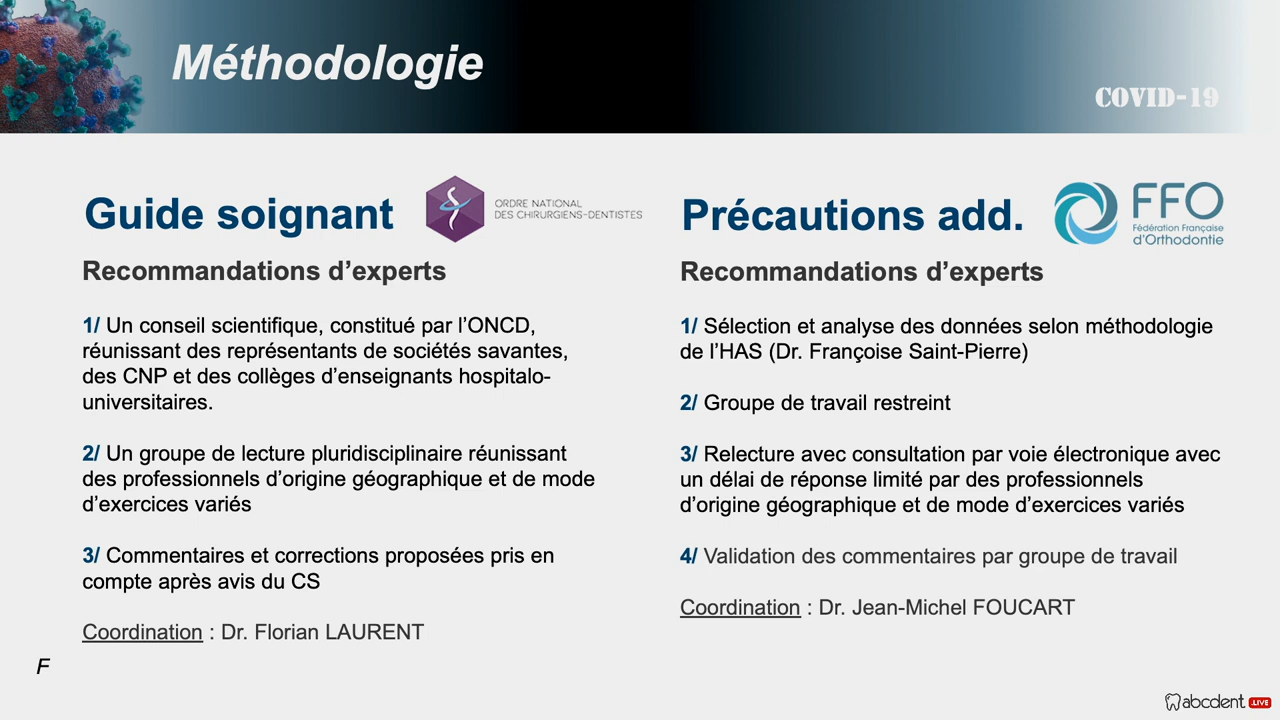 Méthodologie
COVID-19
Guide soignant
ORDRE NATIONAL
DES CHIRURGIENS-DENTISTES
Recommandations d’experts
1/ Un conseil scientifique, constitué par l’ONCD,
réunissant des représentants de sociétés savantes,
des CNP et des collèges d’enseignants hospitalo-
universitaires.
2/ Un groupe de lecture pluridisciplinaire réunissant
des professionnels d’origine géographique et de mode
d’exercices variés
3/ Commentaires et corrections proposées pris en
compte après avis du CS
Coordination : Dr. Florian LAURENT
F
Précautions add.
FFO
Fédération Française
d’Orthodontie
Recommandations d’experts
1/ Sélection et analyse des données selon méthodologie
de l’HAS (Dr. Françoise Saint-Pierre)
2/ Groupe de travail restreint
3/ Relecture avec consultation par voie électronique avec
un délai de réponse limité par des professionnels
d’origine géographique et de mode d’exercices variés
4/ Validation des commentaires par groupe de travail
Coordination : Dr. Jean-Michel FOUCART
abcdent .LIVE